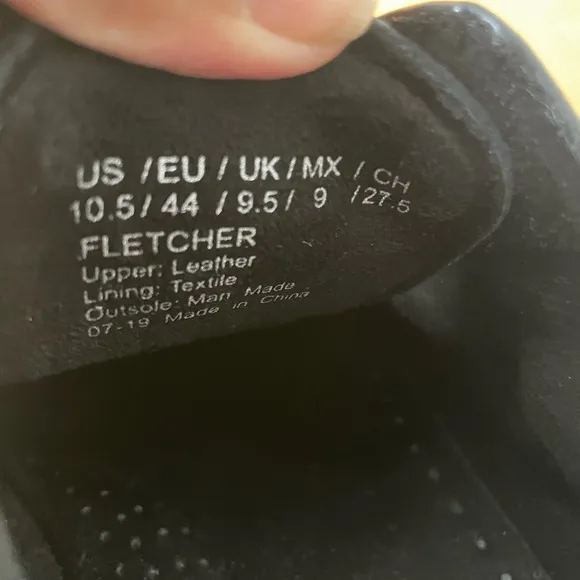 US / EU / UK / MX / CH
10.5 / 44 / 9.5 / 9 / 27.5
FLETCHER
Upper: Leather
Lining: Textile
Outsole: Man Made
07-19 Made in China